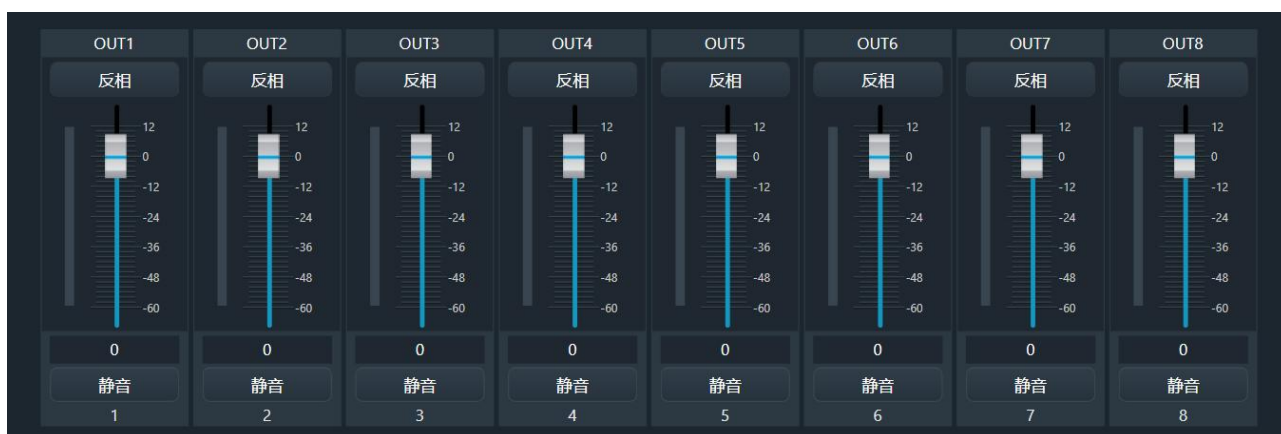 OUT1 OUT2 OUT3 OUT4 OUT5 OUT6 OUT7 OUT8
反相 反相 反相 反相 反相 反相 反相 反相
12 12 12 12 12 12 12 12
0 0 0 0 0 0 0 0
-12 -12 -12 -12 -12 -12 -12 -12
-24 -24 -24 -24 -24 -24 -24 -24
-36 -36 -36 -36 -36 -36 -36 -36
-48 -48 -48 -48 -48 -48 -48 -48
-60 -60 -60 -60 -60 -60 -60 -60
0 0 0 0 0 0 0 0
静音 静音 静音 静音 静音 静音 静音 静音
1 2 3 4 5 6 7 8